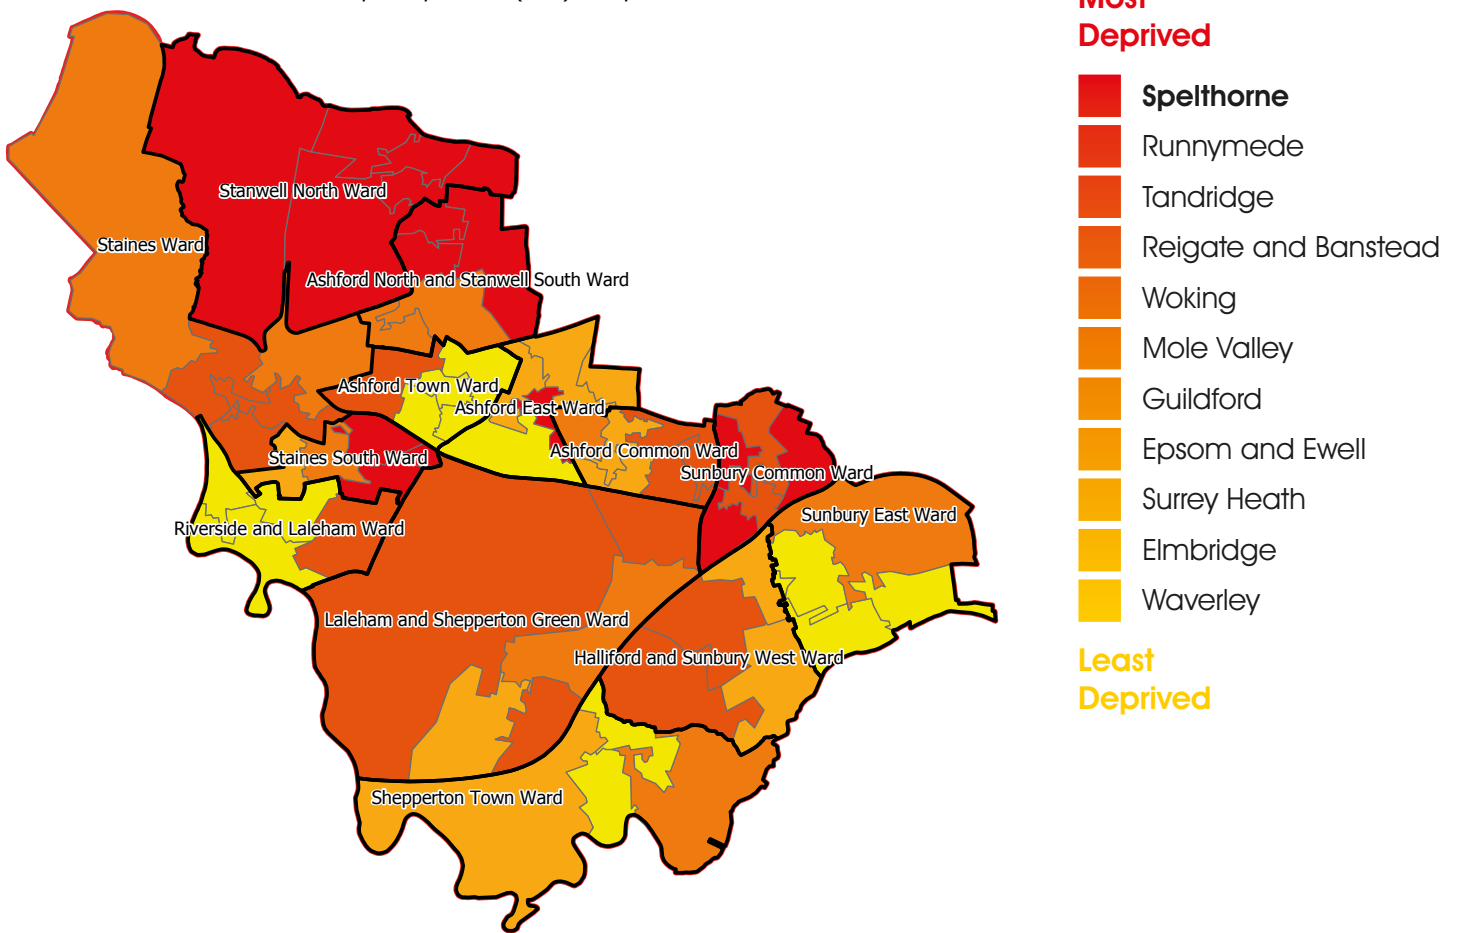 Most
Deprived
Spelthorne
Runnymede
Tandridge
Reigate and Banstead
Woking
Mole Valley
Guildford
Epsom and Ewell
Surrey Heath
Elmbridge
Waverley
Least
Deprived
Stanwell North Ward
Staines Ward
Ashford North and Stanwell South Ward
Ashford Town Ward
Ashford East Ward
Ashford Common Ward
Staines South Ward
Sunbury Common Ward
Sunbury East Ward
Riverside and Laleham Ward
Laleham and Shepperton Green Ward
Halliford and Sunbury West Ward
Shepperton Town Ward